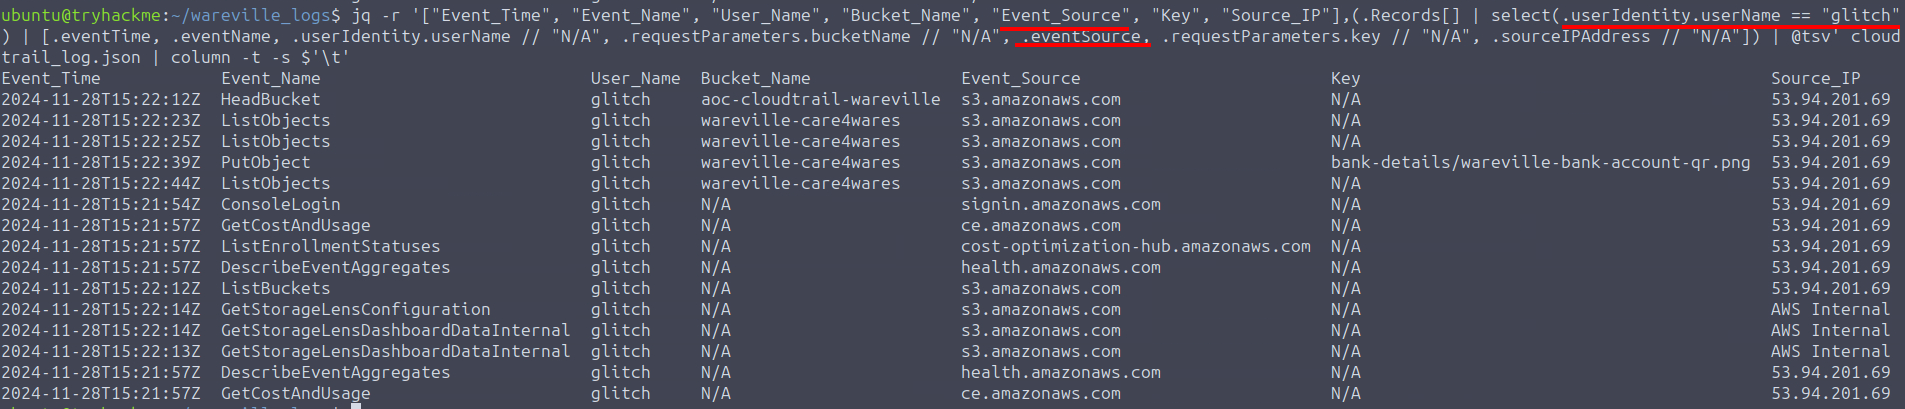 ubuntu@tryhackme:~/wareville_logs$ jq -r '["Event_Time", "Event_Name", "User_Name", "Bucket_Name", "Event_Source", "Key", "Source_IP"],(.Records[] | select(.userIdentity.userName == "glitch"
) | [.eventTime, .eventName, .userIdentity.userName // "N/A", .requestParameters.bucketName // "N/A", .eventSource, .requestParameters.key // "N/A", .sourceIPAddress // "N/A"]) | @tsv' cloud
trail_log.json | column -t -s $'\t'
Event_Time Event_Name User_Name Bucket_Name Event_Source Key Source_IP
2024-11-28T15:22:12Z HeadBucket glitch aoc-cloudtrail-wareville s3.amazonaws.com N/A 53.94.201.69
2024-11-28T15:22:23Z ListObjects glitch wareville-care4wares s3.amazonaws.com N/A 53.94.201.69
2024-11-28T15:22:25Z ListObjects glitch wareville-care4wares s3.amazonaws.com N/A 53.94.201.69
2024-11-28T15:22:39Z PutObject glitch wareville-care4wares s3.amazonaws.com bank-details/wareville-bank-account-qr.png 53.94.201.69
2024-11-28T15:22:44Z ListObjects glitch wareville-care4wares s3.amazonaws.com N/A 53.94.201.69
2024-11-28T15:21:54Z ConsoleLogin glitch N/A signin.amazonaws.com N/A 53.94.201.69
2024-11-28T15:21:57Z GetCostAndUsage glitch N/A ce.amazonaws.com N/A 53.94.201.69
2024-11-28T15:21:57Z ListEnrollmentStatuses glitch N/A cost-optimization-hub.amazonaws.com N/A 53.94.201.69
2024-11-28T15:21:57Z DescribeEventAggregates glitch N/A health.amazonaws.com N/A 53.94.201.69
2024-11-28T15:22:12Z ListBuckets glitch N/A s3.amazonaws.com N/A 53.94.201.69
2024-11-28T15:22:14Z GetStorageLensConfiguration glitch N/A s3.amazonaws.com N/A AWS Internal
2024-11-28T15:22:14Z GetStorageLensDashboardDataInternal glitch N/A s3.amazonaws.com N/A AWS Internal
2024-11-28T15:22:13Z GetStorageLensDashboardDataInternal glitch N/A s3.amazonaws.com N/A AWS Internal
2024-11-28T15:21:57Z DescribeEventAggregates glitch N/A health.amazonaws.com N/A 53.94.201.69
2024-11-28T15:21:57Z GetCostAndUsage glitch N/A ce.amazonaws.com N/A 53.94.201.69